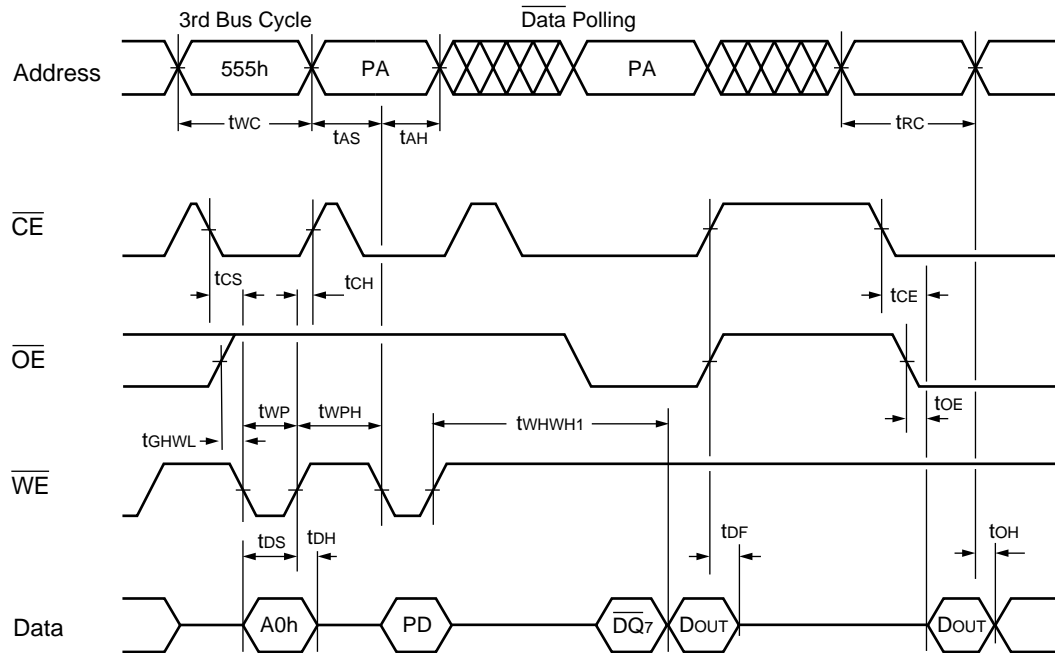 3rd Bus Cycle
Data Polling
Address
555h
PA
PA
tWC
tAS
tAH
tRC
CE
tCS
tCH
tCE
OE
tWP
tWPH
tWHWH1
tOE
tGHWL
WE
tDS
tDH
tDF
tOH
Data
A0h
PD
DQ7
DOUT
DOUT